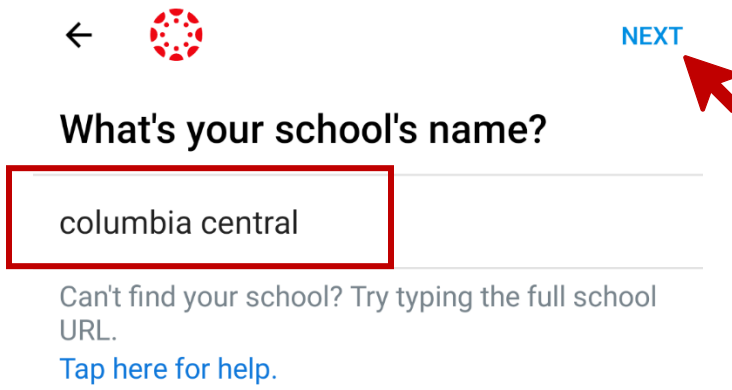 NEXT
What's your school's name?
columbia central
Can't find your school? Try typing the full school
URL.
Tap here for help.